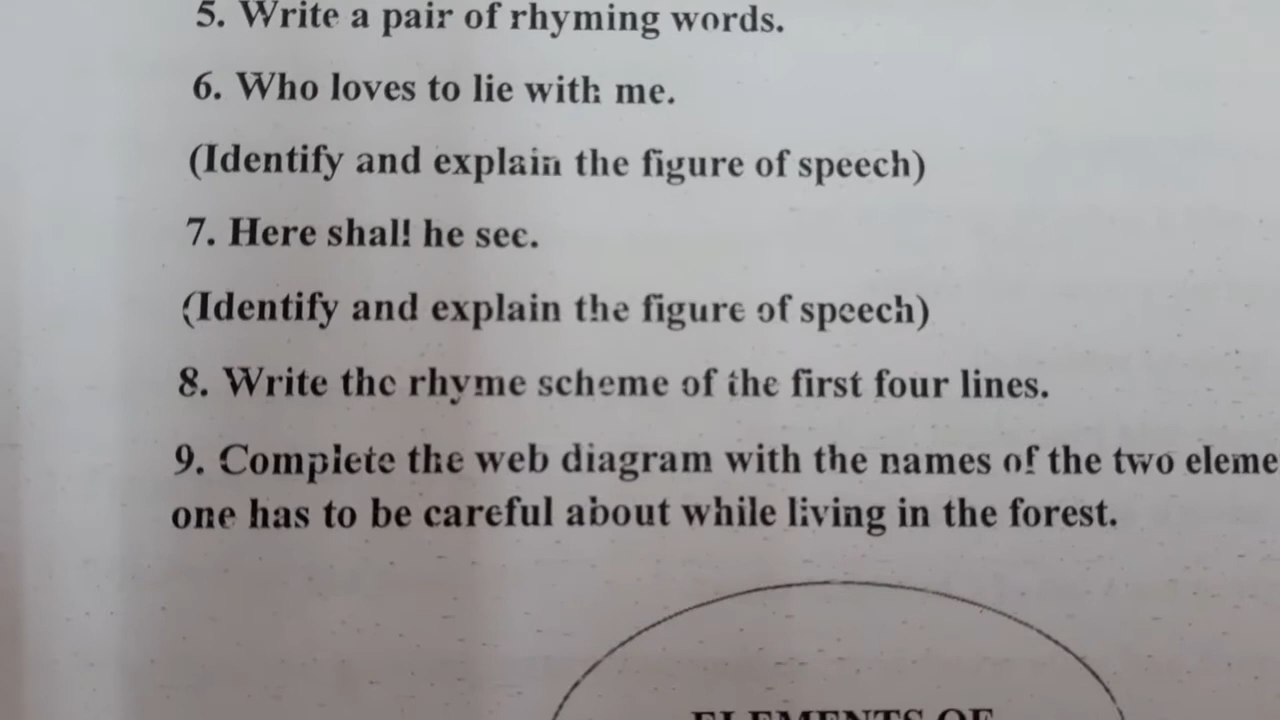 5. Write a pair of rhyming words.
6. Who loves to lie with me.
(Identify and explain the figure of speech)
7. Here shall he see.
(Identify and explain the figure of speech)
8. Write the rhyme scheme of the first four lines.
9. Complete the web diagram with the names of the two eleme
one has to be careful about while living in the forest.
ELEMENTS OF